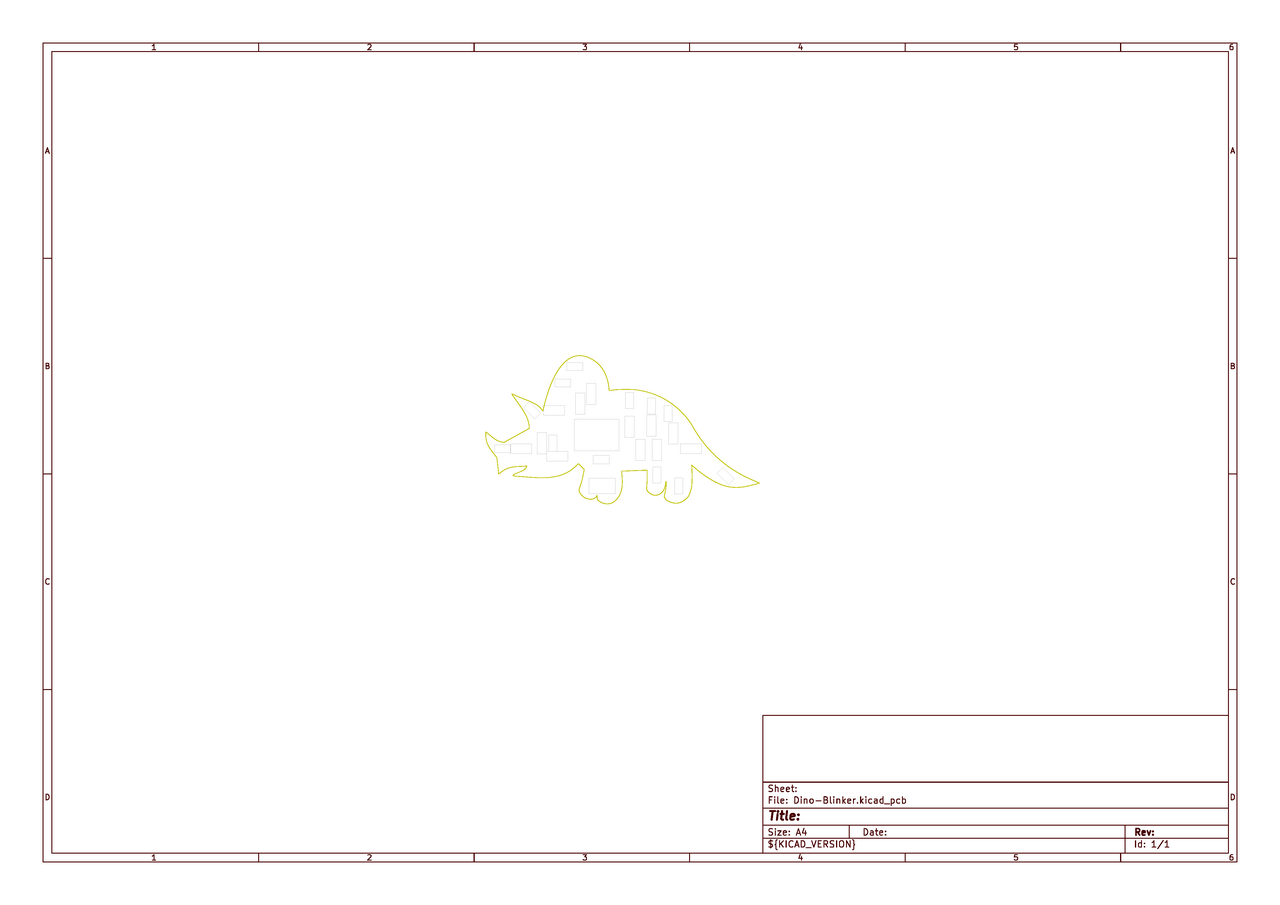 1 2 3 4 5 6
A A
B B
C C
D D
Sheet:
File: Dino-Blinker.kicad_pcb
Title:
Size: A4 Date: Rev:
${KICAD_VERSION} Id: 1/1
1 2 3 4 5 6